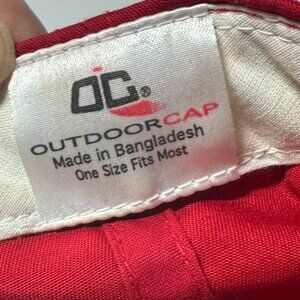 OC®
OUTDOORCAP
Made in Bangladesh
One Size Fits Most